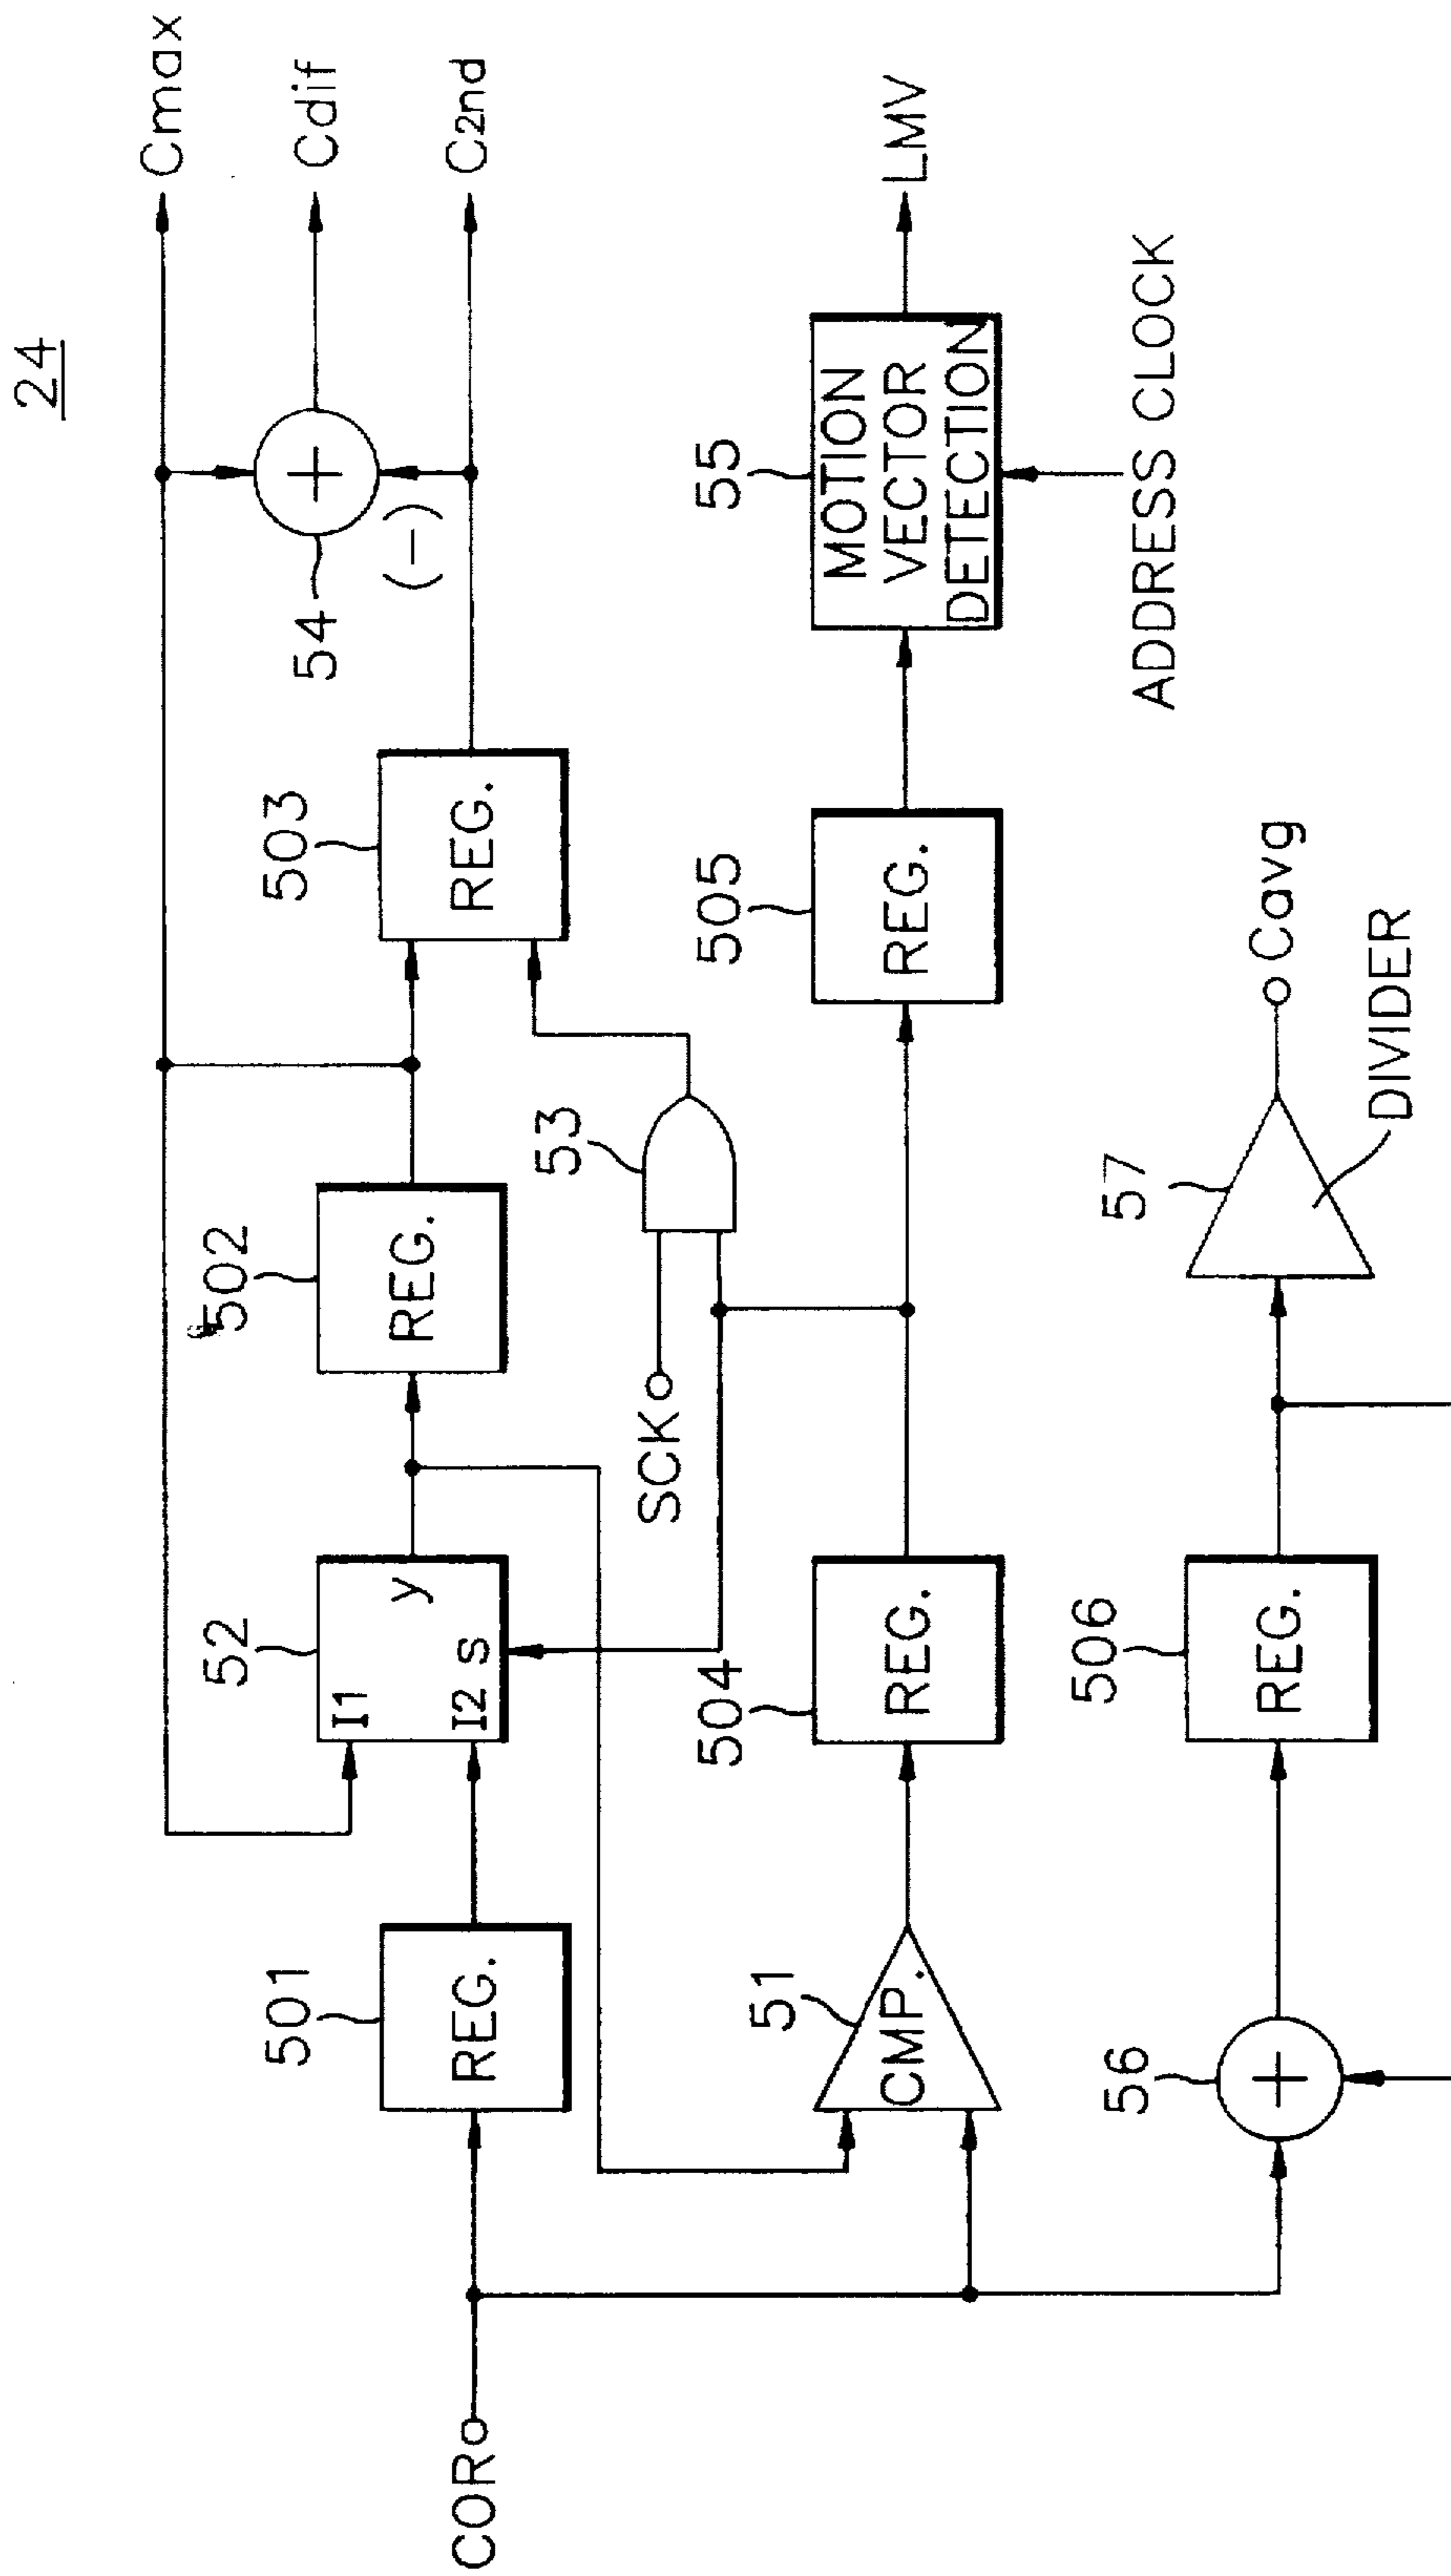 24
Cmax
Cdif
C2nd
54
(-)
503
REG.
502
REG.
52
I1
I2
y
s
501
REG.
53
SCK
COR
51
CMP.
504
REG.
505
REG.
55
MOTION
VECTOR
DETECTION
LMV
ADDRESS CLOCK
56
506
REG.
57
DIVIDER
Cavg